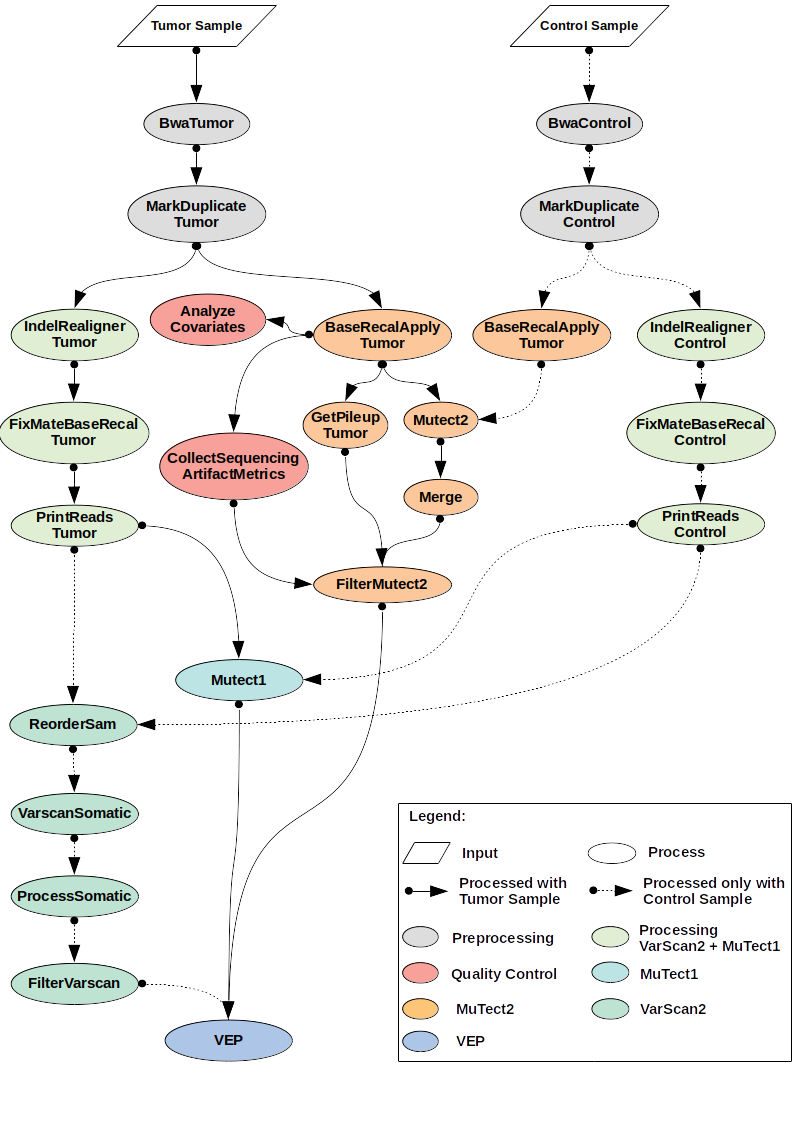 Tumor Sample
Control Sample
BwaTumor
BwaControl
MarkDuplicate
Tumor
MarkDuplicate
Control
IndelRealigner
Tumor
Analyze
Covariates
BaseRecalApply
Tumor
BaseRecalApply
Tumor
IndelRealigner
Control
FixMateBaseRecal
Tumor
CollectSequencing
ArtifactMetrics
GetPileup
Tumor
Mutect2
FixMateBaseRecal
Control
Merge
PrintReads
Tumor
PrintReads
Control
FilterMutect2
Mutect1
ReorderSam
VarscanSomatic
ProcessSomatic
FilterVarscan
VEP
Legend:
Input
Process
Processed with
Tumor Sample
Processed only with
Control Sample
Preprocessing
Processing
VarScan2 + MuTect1
Quality Control
MuTect1
MuTect2
VarScan2
VEP